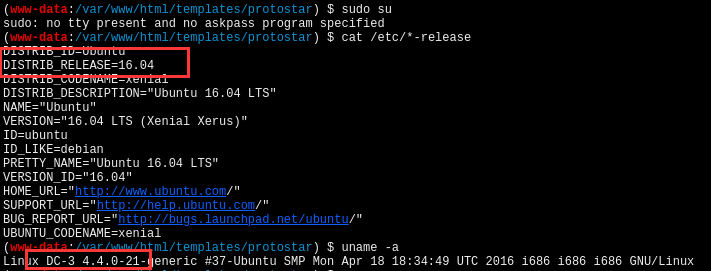 (www-data:/var/www/html/templates/protostar) $ sudo su
sudo: no tty present and no askpass program specified
(www-data:/var/www/html/templates/protostar) $ cat /etc/*-release
DISTRIB_ID=Ubuntu
DISTRIB_RELEASE=16.04
DISTRIB_CODENAME=xenial
DISTRIB_DESCRIPTION="Ubuntu 16.04 LTS"
NAME="Ubuntu"
VERSION="16.04 LTS (Xenial Xerus)"
ID=ubuntu
ID_LIKE=debian
PRETTY_NAME="Ubuntu 16.04 LTS"
VERSION_ID="16.04"
HOME_URL="http://www.ubuntu.com/"
SUPPORT_URL="http://help.ubuntu.com/"
BUG_REPORT_URL="http://bugs.launchpad.net/ubuntu/"
UBUNTU_CODENAME=xenial
(www-data:/var/www/html/templates/protostar) $ uname -a
Linux DC-3 4.4.0-21-generic #37-Ubuntu SMP Mon Apr 18 18:34:49 UTC 2016 i686 i686 i686 GNU/Linux